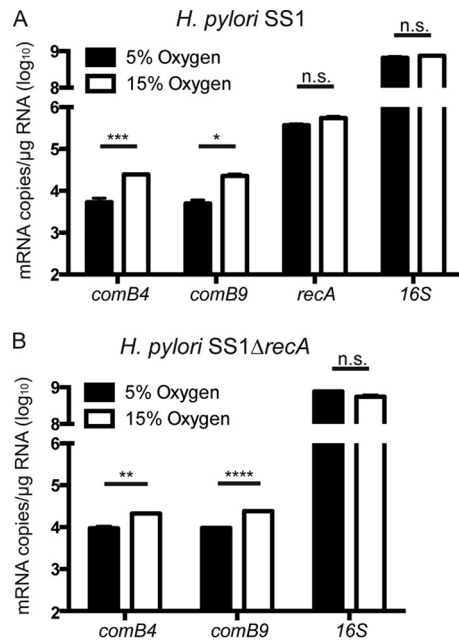 A
H. pylori SS1
mRNA copies/µg RNA (log10)
9
8
6
5
4
3
2
5% Oxygen
15% Oxygen
***
*
n.s.
n.s.
comB4 comB9 recA 16S
B
H. pylori SS1ΔrecA
mRNA copies/µg RNA (log10)
9
8
6
5
4
3
2
5% Oxygen
15% Oxygen
**
****
n.s.
comB4 comB9 16S